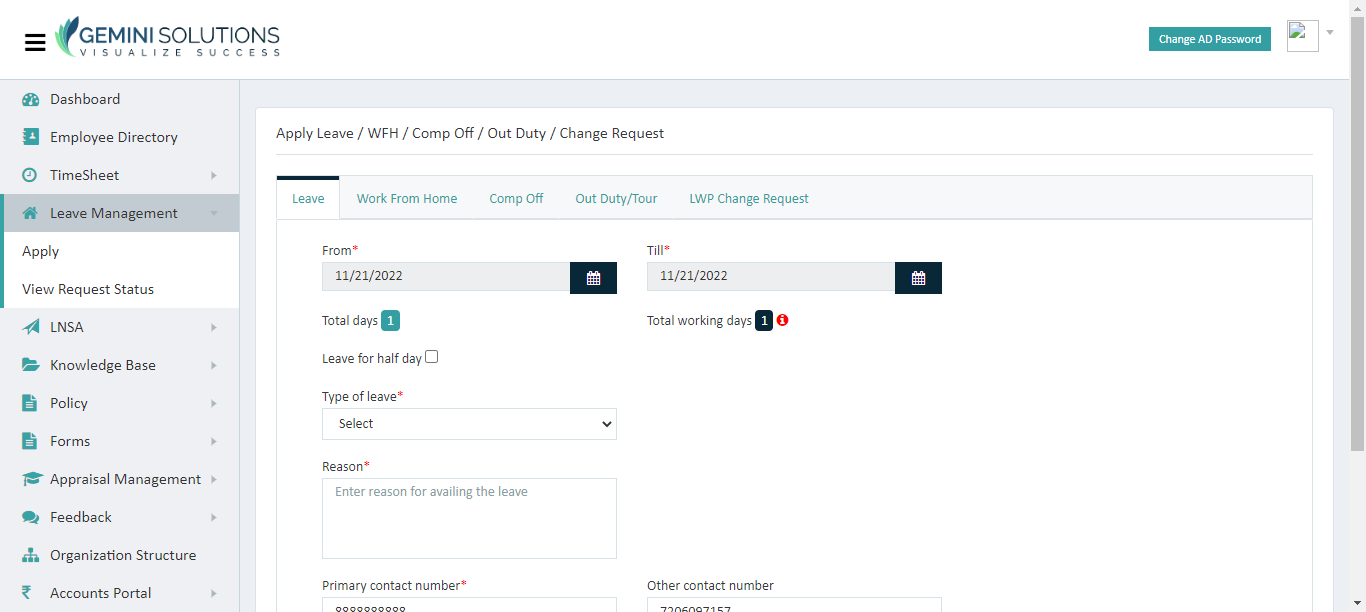 GEMINI SOLUTIONS
VISUALIZE SUCCESS
Change AD Password
Dashboard
Employee Directory
TimeSheet
Leave Management
Apply
View Request Status
LNSA
Knowledge Base
Policy
Forms
Appraisal Management
Feedback
Organization Structure
Accounts Portal
Apply Leave / WFH / Comp Off / Out Duty / Change Request
Leave Work From Home Comp Off Out Duty/Tour LWP Change Request
From* Till*
11/21/2022 11/21/2022
Total days 1 Total working days 1
Leave for half day
Type of leave*
Select
Reason*
Enter reason for availing the leave
Primary contact number* Other contact number
8888888888 7206097157